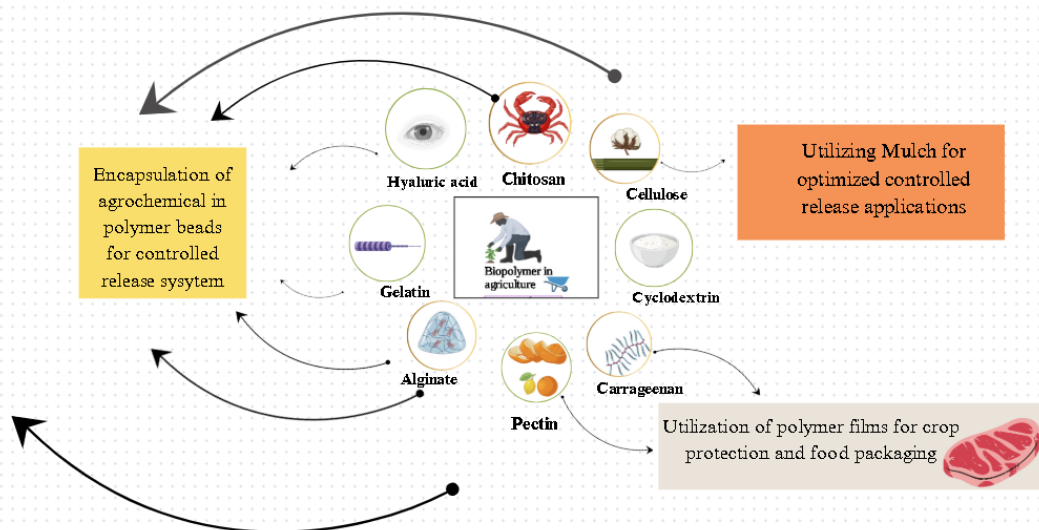 Hyaluric acid
Chitosan
Cellulose
Encapsulation of
agrochemical in
polymer beads
for controlled
release sysytem
Utilizing Mulch for
optimized controlled
release applications
Biopolymer in
agriculture
Gelatin
Cyclodextrin
Alginate
Carrageenan
Pectin
Utilization of polymer films for crop
protection and food packaging